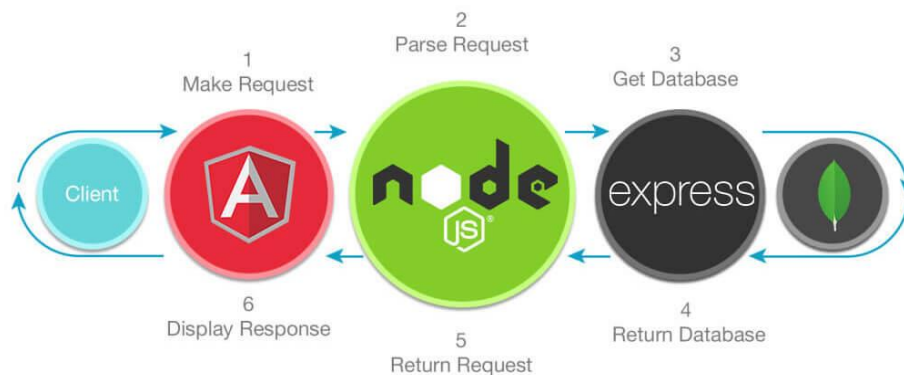 2
Parse Request
1
Make Request
3
Get Database
Client
A
node
JS®
express
6
Display Response
4
Return Database
5
Return Request